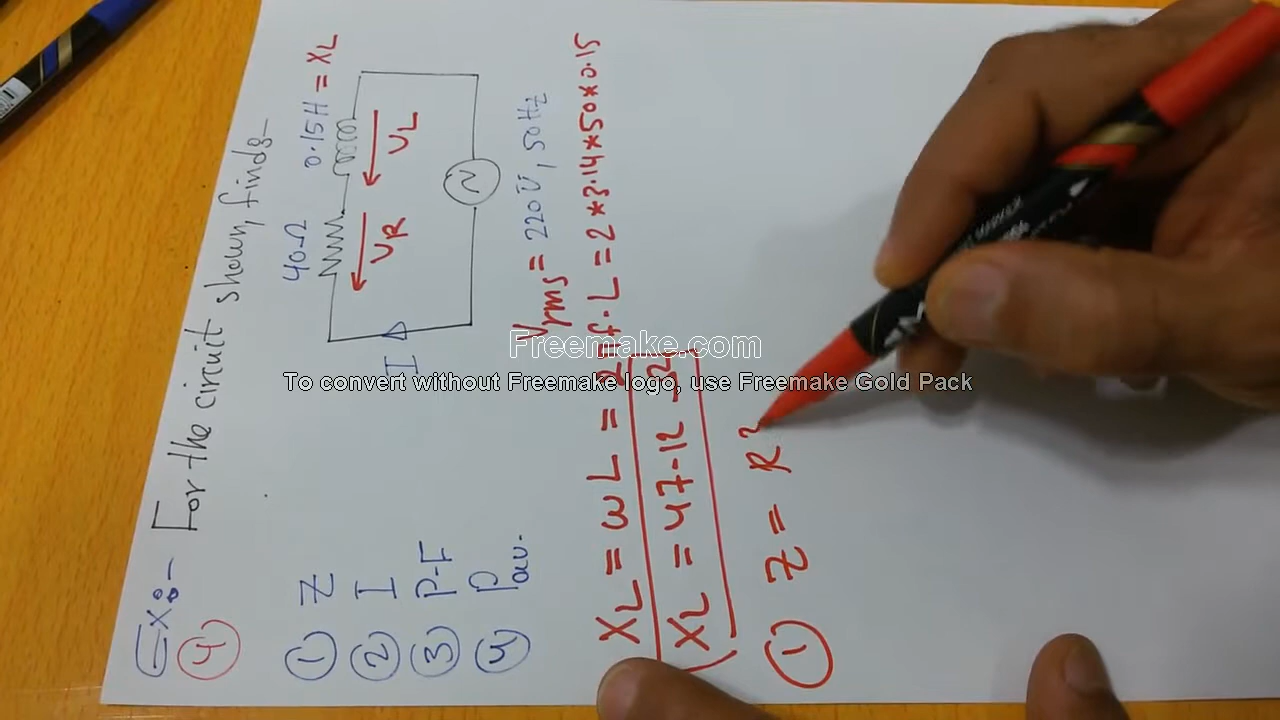 Ex:- For the circuit shown, find:-
4
40Ω 0.15H = XL
① Z
VR VL
② I
I
③ P-F
④ Pav.
Vrms = 220V, 50Hz
XL = ωL = 2πf·L = 2*3.14*50*0.15
XL = 47.12 Ω
① Z = R²
Freemake.com
To convert without Freemake logo, use Freemake Gold Pack